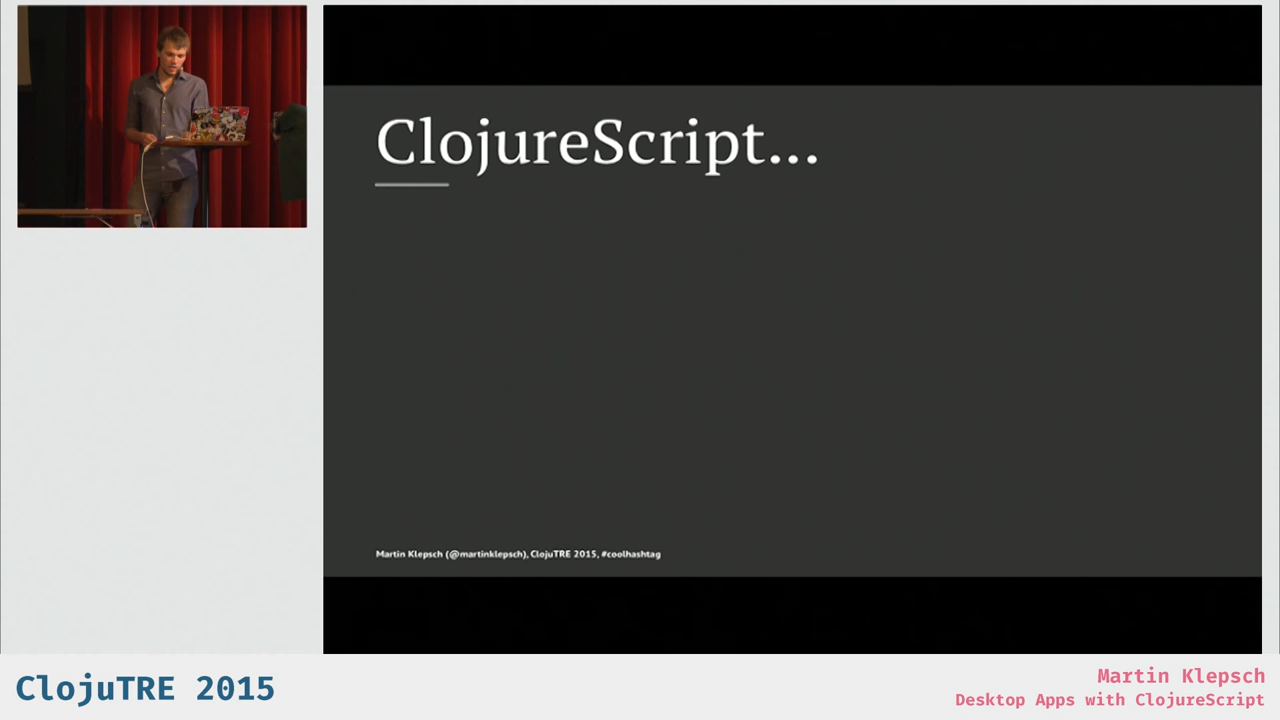 ClojureScript...
Martin Klepsch (@martinklepsch), ClojuTRE 2015, #coolhashtag
ClojuTRE 2015
Martin Klepsch
Desktop Apps with ClojureScript